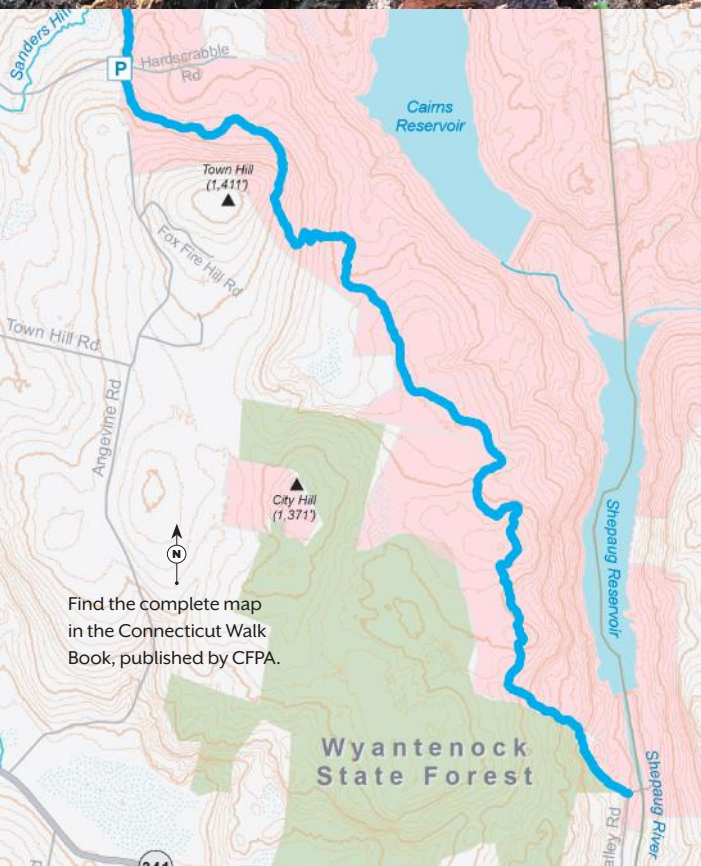 Sanders Hill
P
Hardscrabble
Rd
Cairns
Reservoir
Town Hill
(1,411')
Fox Fire Hill Rd
Town Hill Rd
Angevine Rd
City Hill
(1,371')
N
Shepaug Reservoir
Find the complete map
in the Connecticut Walk
Book, published by CFPA.
Wyantenock
State Forest
Shepaug River
alley Rd
341